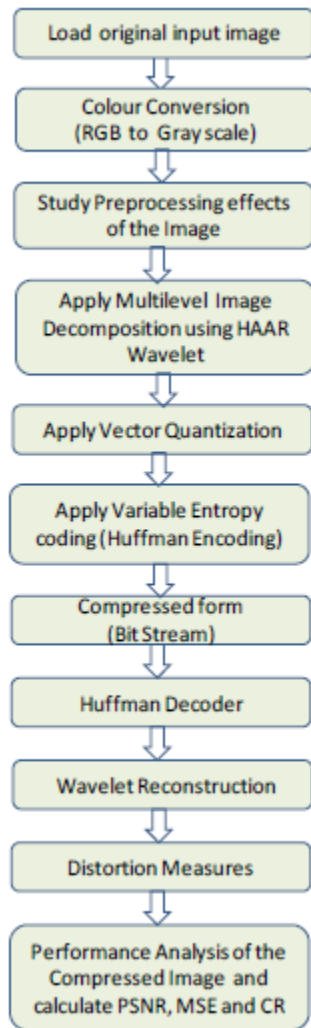 Load original input image
Colour Conversion
(RGB to Gray scale)
Study Preprocessing effects
of the Image
Apply Multilevel Image
Decomposition using HAAR
Wavelet
Apply Vector Quantization
Apply Variable Entropy
coding (Huffman Encoding)
Compressed form
(Bit Stream)
Huffman Decoder
Wavelet Reconstruction
Distortion Measures
Performance Analysis of the
Compressed Image and
calculate PSNR, MSE and CR